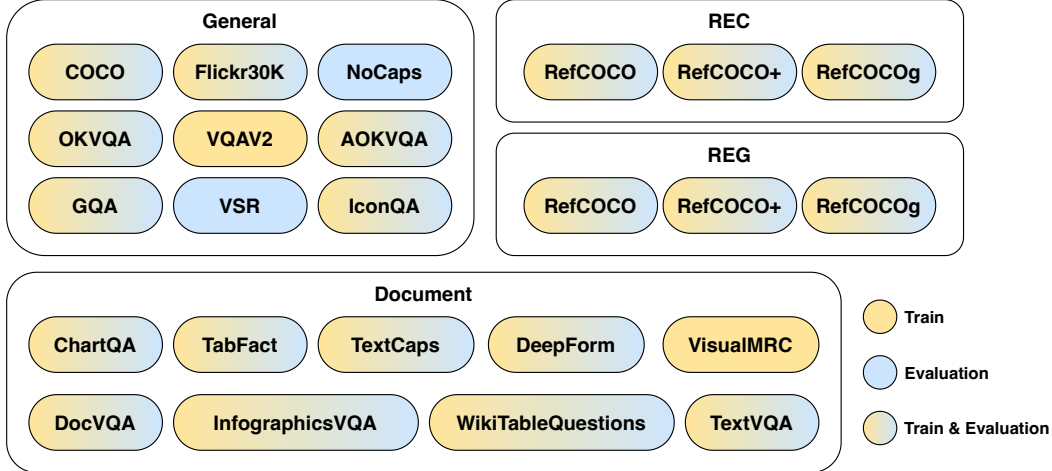 General
COCO Flickr30K NoCaps
OKVQA VQAV2 AOKVQA
GQA VSR IconQA
REC
RefCOCO RefCOCO+ RefCOCOg
REG
RefCOCO RefCOCO+ RefCOCOg
Document
ChartQA TabFact TextCaps DeepForm VisualMRC
DocVQA InfographicsVQA WikiTableQuestions TextVQA
Train
Evaluation
Train & Evaluation